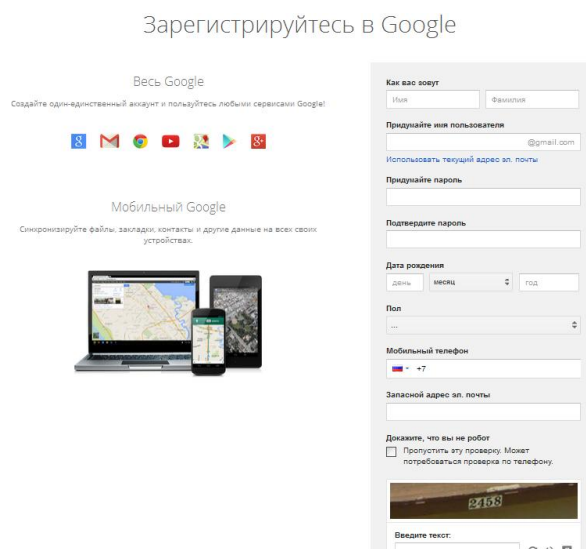 Зарегистрируйтесь в Google
Весь Google
Создайте один-единственный аккаунт и пользуйтесь любыми сервисами Google!
Мобильный Google
Синхронизируйте файлы, закладки, контакты и другие данные на всех своих
устройствах.
Как вас зовут
Имя
Фамилия
Придумайте имя пользователя
@gmail.com
Использовать текущий адрес эл. почты
Придумайте пароль
Подтвердите пароль
Дата рождения
день
месяц
год
Пол
...
Мобильный телефон
+7
Запасной адрес эл. почты
Докажите, что вы не робот
Пропустить эту проверку. Может
потребоваться проверка по телефону.
2458
Введите текст: